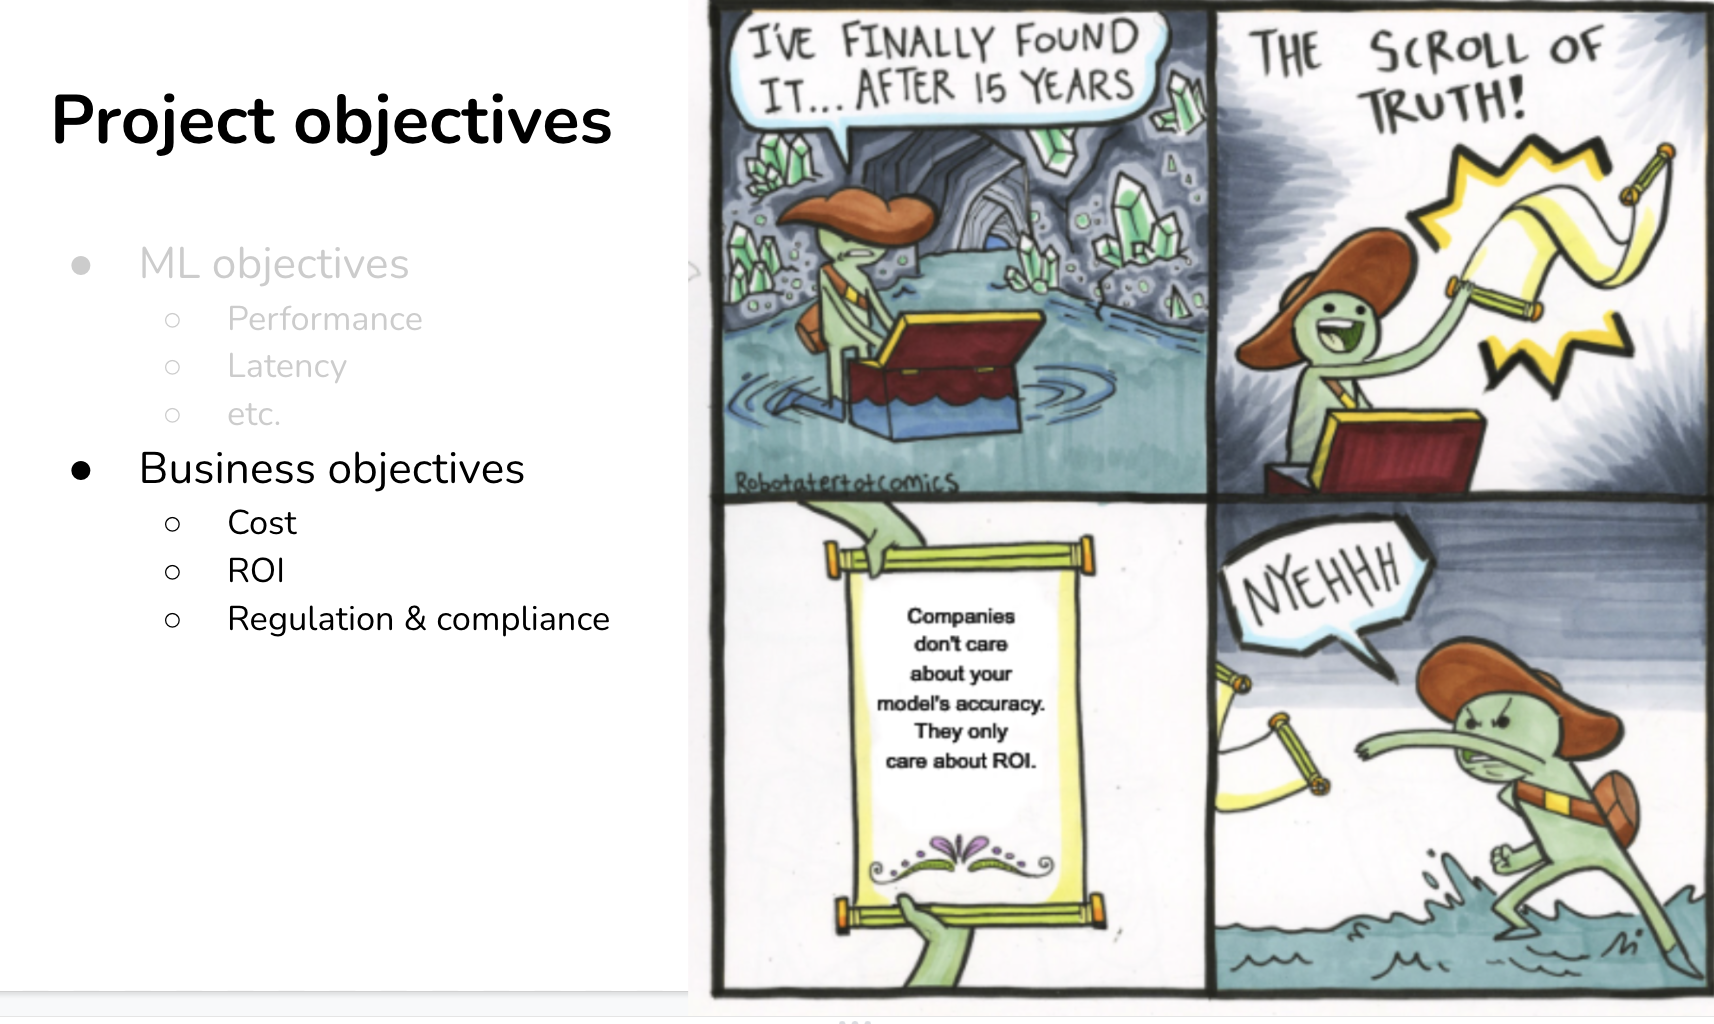 Project objectives
ML objectives
Performance
Latency
etc.
Business objectives
Cost
ROI
Regulation & compliance
I'VE FINALLY FOUND
IT... AFTER 15 YEARS
Robotatertotcomics
THE SCROLL OF
TRUTH!
Companies
don't care
about your
model's accuracy.
They only
care about ROI.
NYEHHH